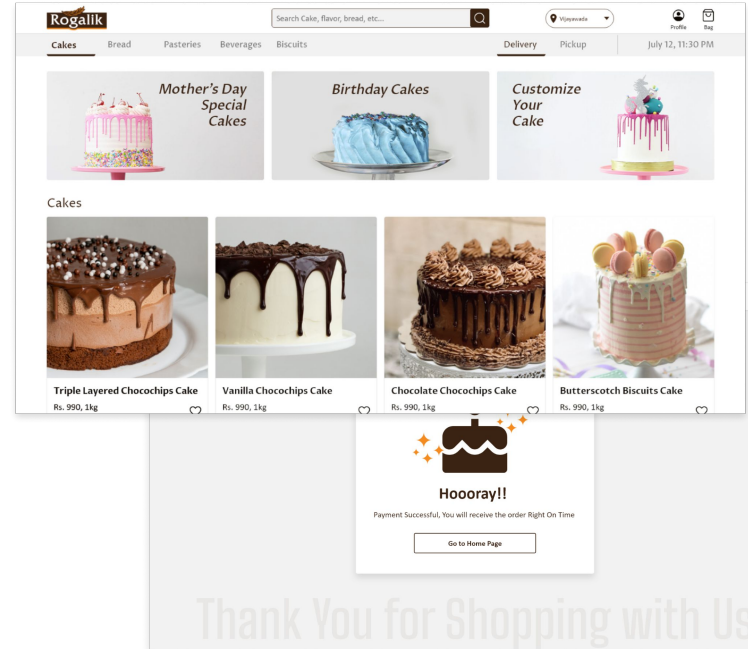 Rogalik
Search Cake, flavor, bread, etc...
Vijayawada
Profile
Bag
Cakes
Bread
Pasteries
Beverages
Biscuits
Delivery
Pickup
July 12, 11:30 PM
Mother's Day
Special
Cakes
Birthday Cakes
Customize
Your
Cake
Cakes
Triple Layered Chocochips Cake
Rs. 990, 1kg
Vanilla Chocochips Cake
Rs. 990, 1kg
Chocolate Chocochips Cake
Rs. 990, 1kg
Butterscotch Biscuits Cake
Rs. 990, 1kg
Hoooray!!
Payment Successful, You will receive the order Right On Time
Go to Home Page
Thank You for Shopping with Us